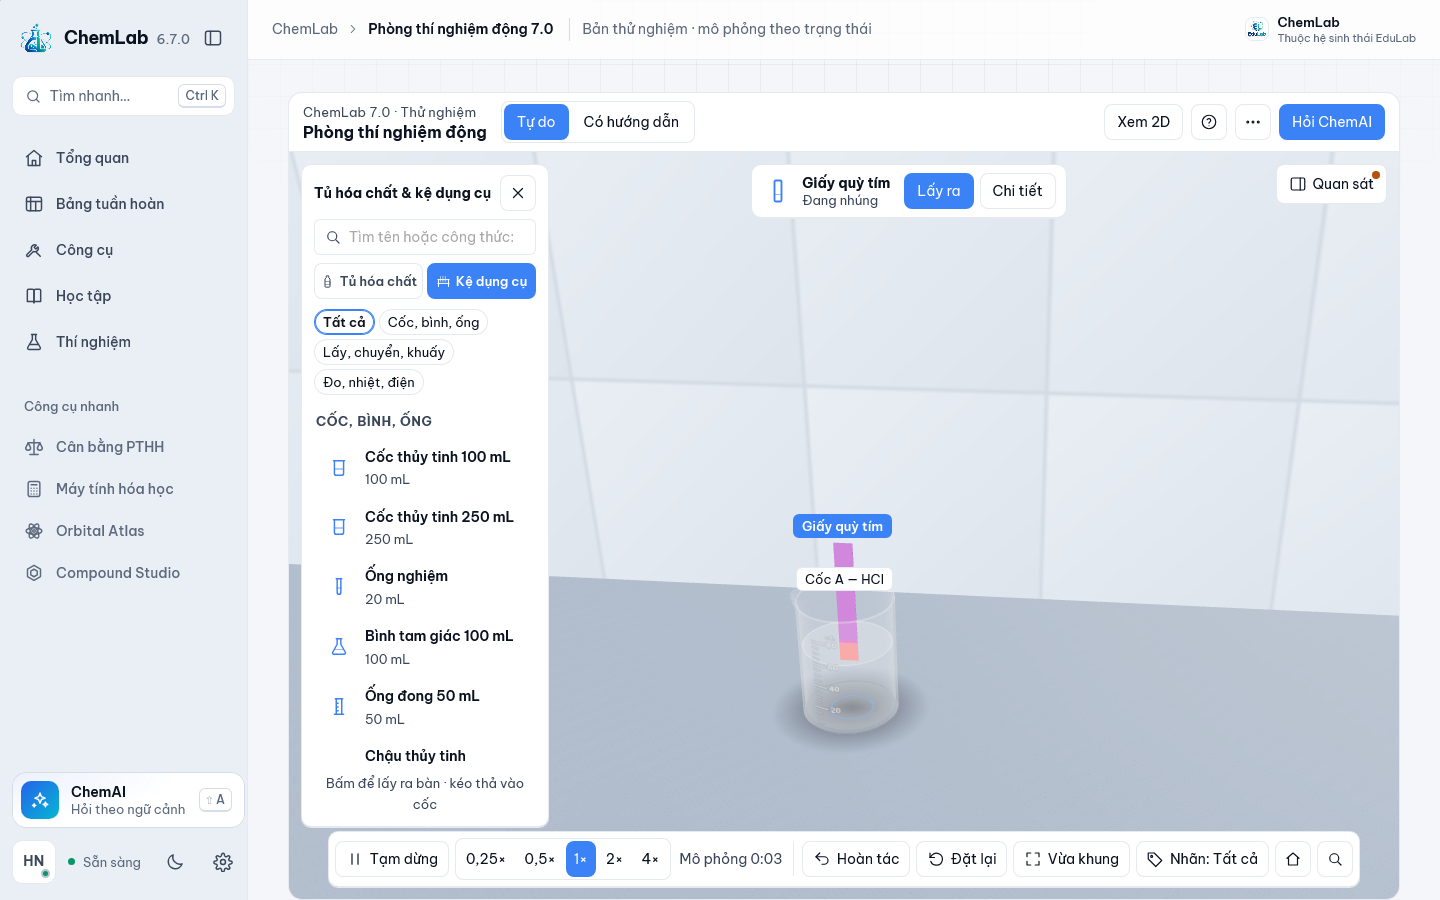 ChemLab 6.7.0
Tìm nhanh... Ctrl K
Tổng quan
Bảng tuần hoàn
Công cụ
Học tập
Thí nghiệm
Công cụ nhanh
Cân bằng PTHH
Máy tính hóa học
Orbital Atlas
Compound Studio
ChemAI
Hỏi theo ngữ cảnh
⇧ A
HN
Sẵn sàng
ChemLab > Phòng thí nghiệm động 7.0 Bản thử nghiệm · mô phỏng theo trạng thái
EduLab
ChemLab
Thuộc hệ sinh thái EduLab
ChemLab 7.0 · Thử nghiệm
Phòng thí nghiệm động
Tự do Có hướng dẫn
Xem 2D
Hỏi ChemAI
Tủ hóa chất & kệ dụng cụ
Tìm tên hoặc công thức:
Tủ hóa chất Kệ dụng cụ
Tất cả Cốc, bình, ống
Lấy, chuyển, khuấy
Đo, nhiệt, điện
CỐC, BÌNH, ỐNG
Cốc thủy tinh 100 mL
100 mL
Cốc thủy tinh 250 mL
250 mL
Ống nghiệm
20 mL
Bình tam giác 100 mL
100 mL
Ống đong 50 mL
50 mL
Chậu thủy tinh
Bấm để lấy ra bàn · kéo thả vào
cốc
Giấy quỳ tím
Đang nhúng
Lấy ra Chi tiết
Quan sát
Giấy quỳ tím
Cốc A — HCl
40
20
Tạm dừng 0,25× 0,5× 1× 2× 4× Mô phỏng 0:03 Hoàn tác Đặt lại Vừa khung Nhãn: Tất cả